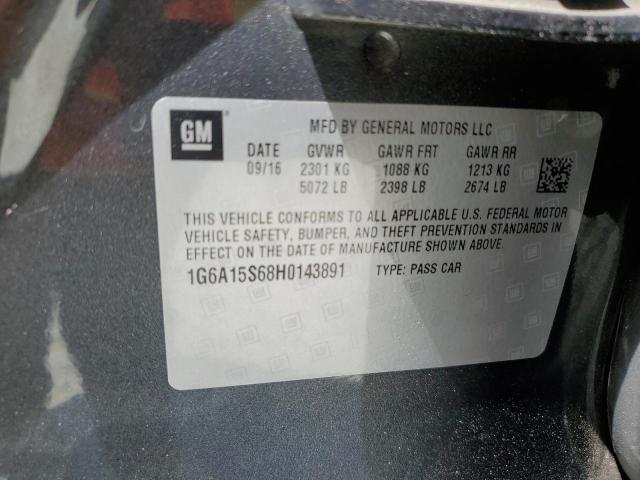 GM
MFD BY GENERAL MOTORS LLC
DATE GVWR GAWR FRT GAWR RR
09/16 2301 KG 1088 KG 1213 KG
5072 LB 2398 LB 2674 LB
THIS VEHICLE CONFORMS TO ALL APPLICABLE U.S. FEDERAL MOTOR
VEHICLE SAFETY, BUMPER, AND THEFT PREVENTION STANDARDS IN
EFFECT ON THE DATE OF MANUFACTURE SHOWN ABOVE.
1G6A15S68H0143891 TYPE: PASS CAR